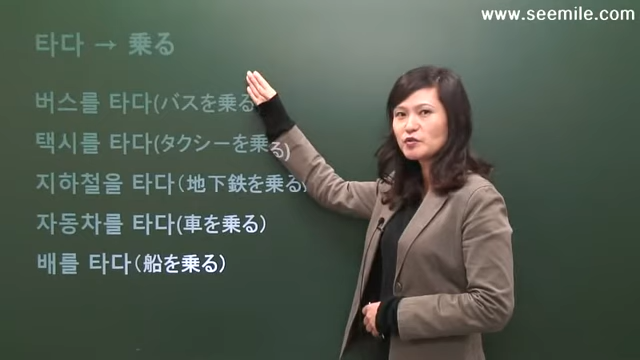 www.seemile.com
타다 → 乗る
버스를 타다(バスを乗る
택시를 타다(タクシーを乗る)
지하철을 타다(地下鉄を乗る)
자동차를 타다(車を乗る)
배를 타다(船を乗る)